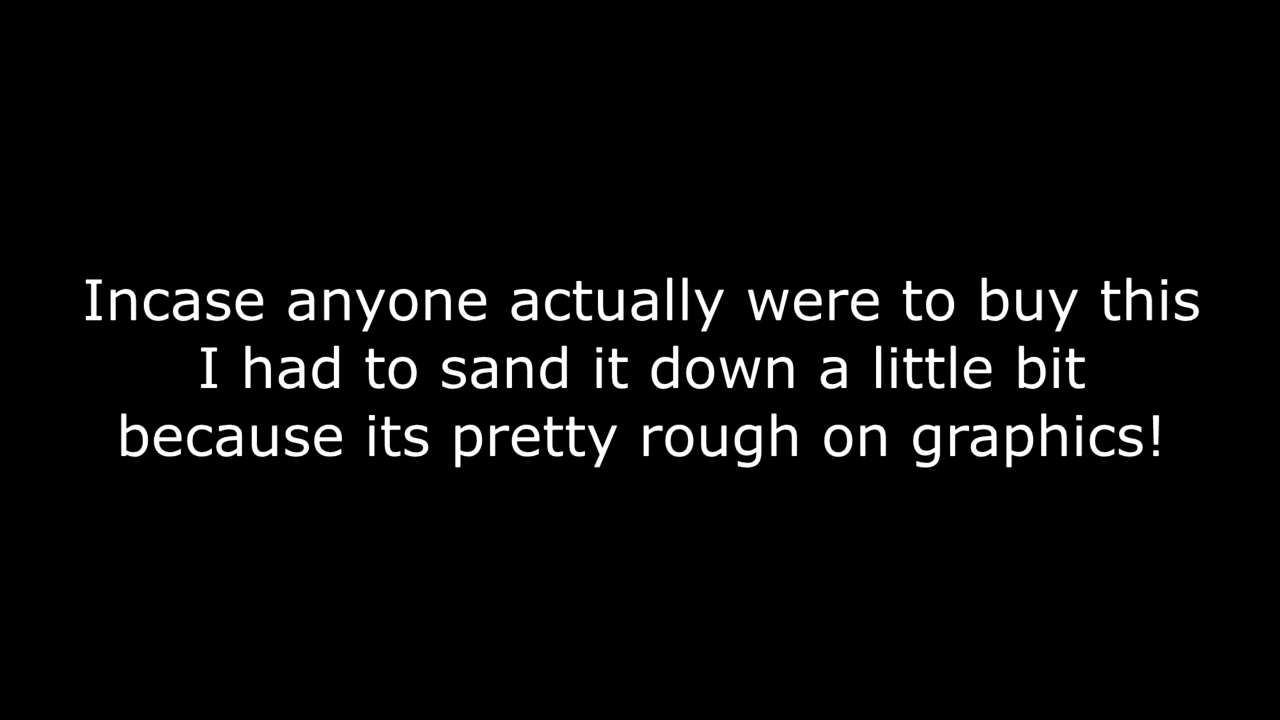 Incase anyone actually were to buy this
I had to sand it down a little bit
because its pretty rough on graphics!